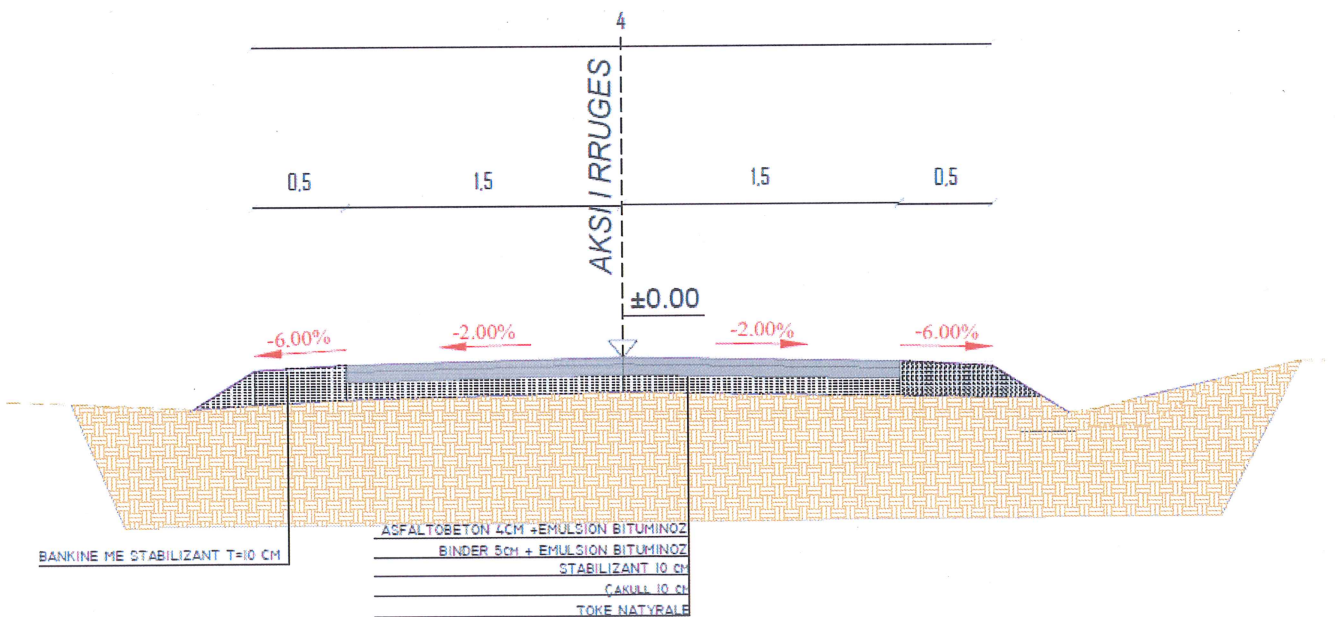 4
AKSI I RRUGES
0,5 1,5 1,5 0,5
±0.00
-6.00% -2.00% -2.00% -6.00%
ASFALTOBETON 4CM +EMULSION BITUMINOZ
BINDER 5CM + EMULSION BITUMINOZ
BANKINE ME STABILIZANT T=10 CM
STABILIZANT 10 CM
ÇAKULL 10 CM
TOKE NATYRALE